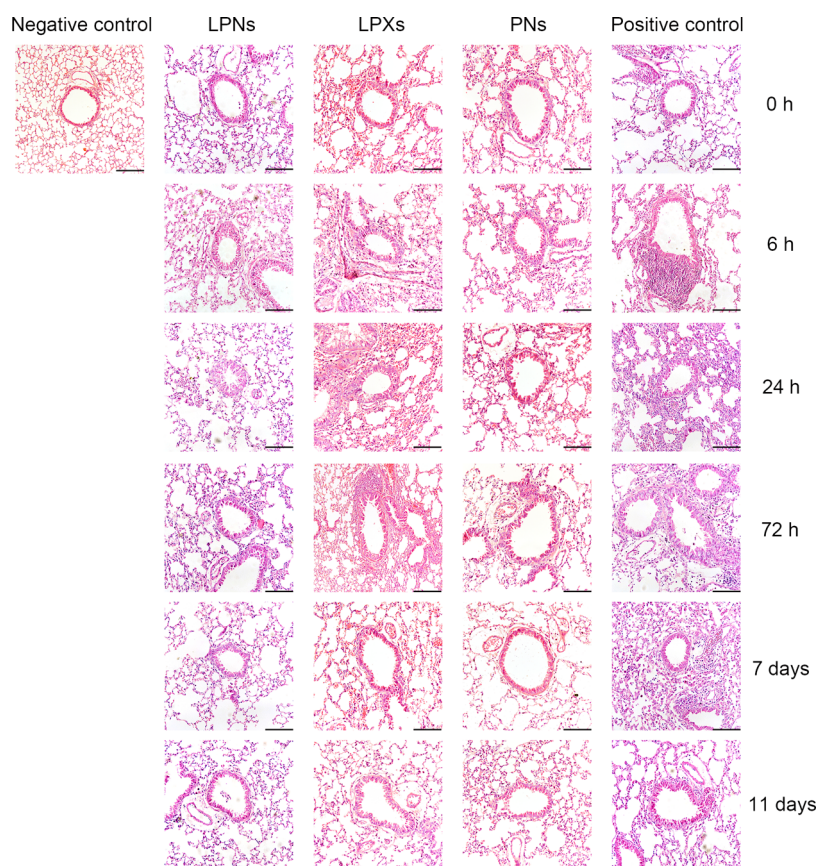 Negative control LPNs LPXs PNs Positive control
0 h
6 h
24 h
72 h
7 days
11 days